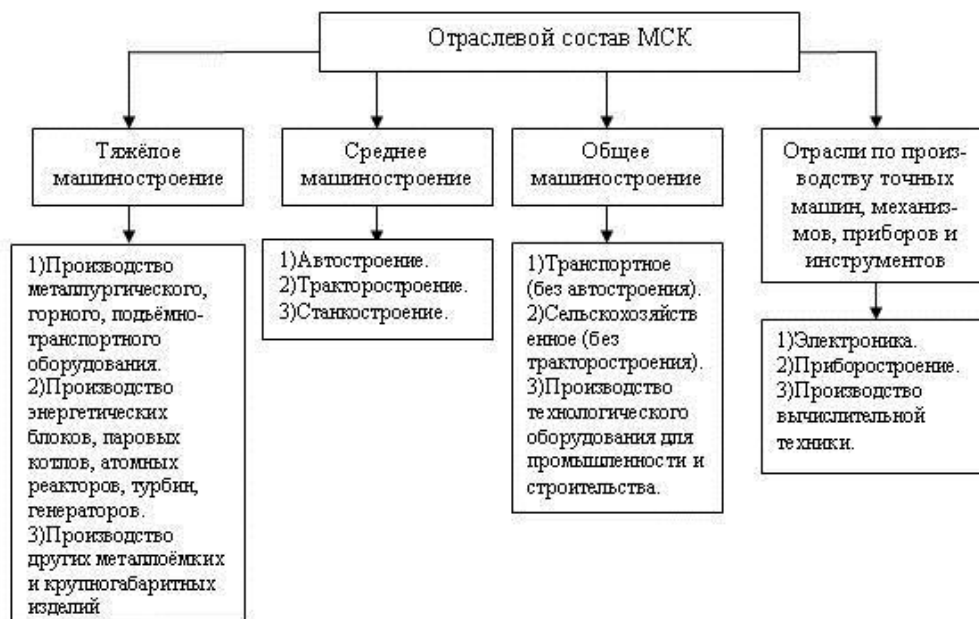 Отраслевой состав МСК
Тяжёлое
машиностроение
Среднее
машиностроение
Общее
машиностроение
Отрасли по произ-
водству точных
машин, механиз-
мов, приборов и
инструментов
1)Производство
металлургического,
горного, подъёмно-
транспортного
оборудования.
2)Производство
энергетических
блоков, паровых
котлов, атомных
реакторов, турбин,
генераторов.
3)Производство
других металлоёмких
и крупногабаритных
изделий
1)Автостроение.
2)Тракторостроение.
3)Станкостроение.
1)Транспортное
(без автостроения).
2)Сельскохозяйств
енное (без
тракторостроения).
3)Производство
технологического
оборудования для
промышленности и
строительства.
1)Электроника.
2)Приборостроение.
3)Производство
вычислительной
техники.